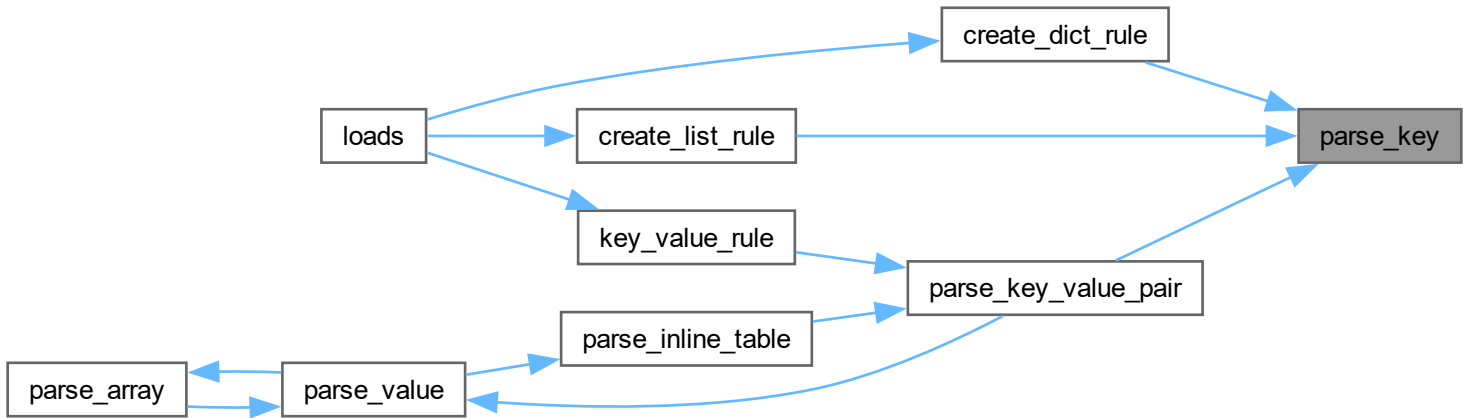 create_dict_rule
loads
create_list_rule
parse_key
key_value_rule
parse_key_value_pair
parse_inline_table
parse_array
parse_value